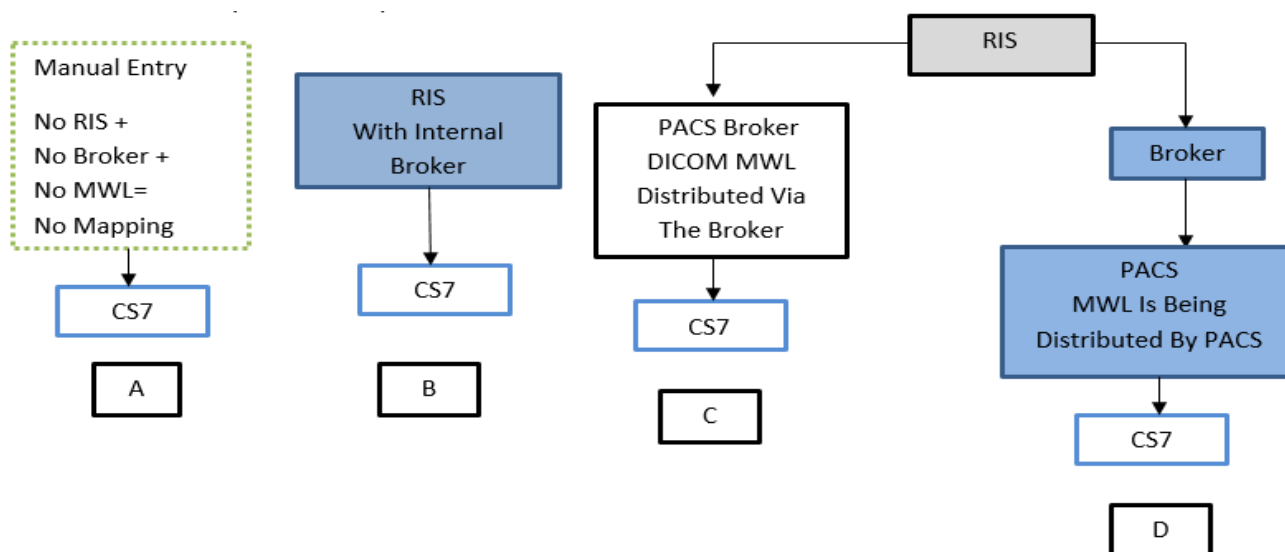 Manual Entry
No RIS +
No Broker +
No MWL=
No Mapping
CS7
A
RIS
With Internal
Broker
CS7
B
RIS
PACS Broker
DICOM MWL
Distributed Via
The Broker
CS7
C
Broker
PACS
MWL Is Being
Distributed By PACS
CS7
D